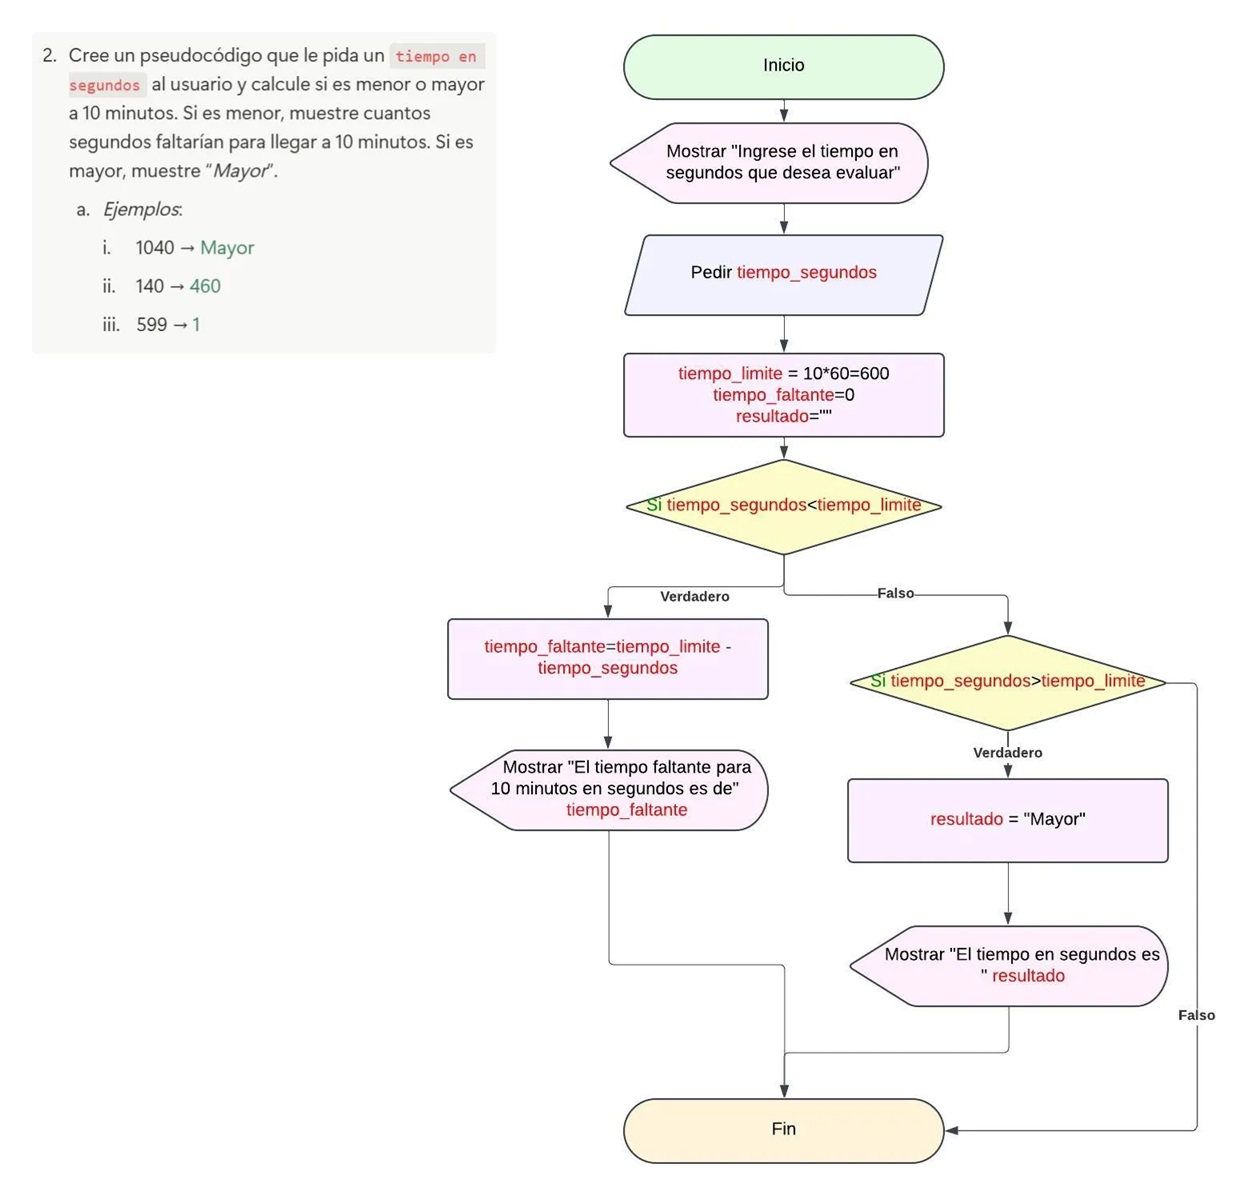 2. Cree un pseudocódigo que le pida un tiempo en
segundos al usuario y calcule si es menor o mayor
a 10 minutos. Si es menor, muestre cuantos
segundos faltarían para llegar a 10 minutos. Si es
mayor, muestre “Mayor”.
a. Ejemplos:
i. 1040 → Mayor
ii. 140 → 460
iii. 599 → 1
Inicio
Mostrar "Ingrese el tiempo en
segundos que desea evaluar"
Pedir tiempo_segundos
tiempo_limite = 10*60=600
tiempo_faltante=0
resultado=""
Si tiempo_segundos<tiempo_limite
Verdadero
Falso
tiempo_faltante=tiempo_limite -
tiempo_segundos
Mostrar "El tiempo faltante para
10 minutos en segundos es de"
tiempo_faltante
Si tiempo_segundos>tiempo_limite
Verdadero
resultado = "Mayor"
Mostrar "El tiempo en segundos es
" resultado
Falso
Fin